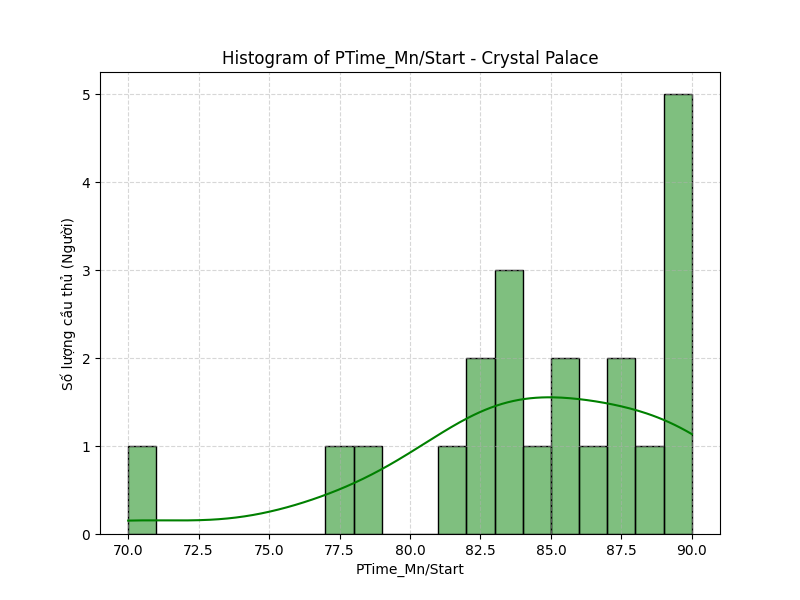 Histogram of PTime_Mn/Start - Crystal Palace
5
4
3
2
1
0
Số lượng cầu thủ (Người)
70.0 72.5 75.0 77.5 80.0 82.5 85.0 87.5 90.0
PTime_Mn/Start